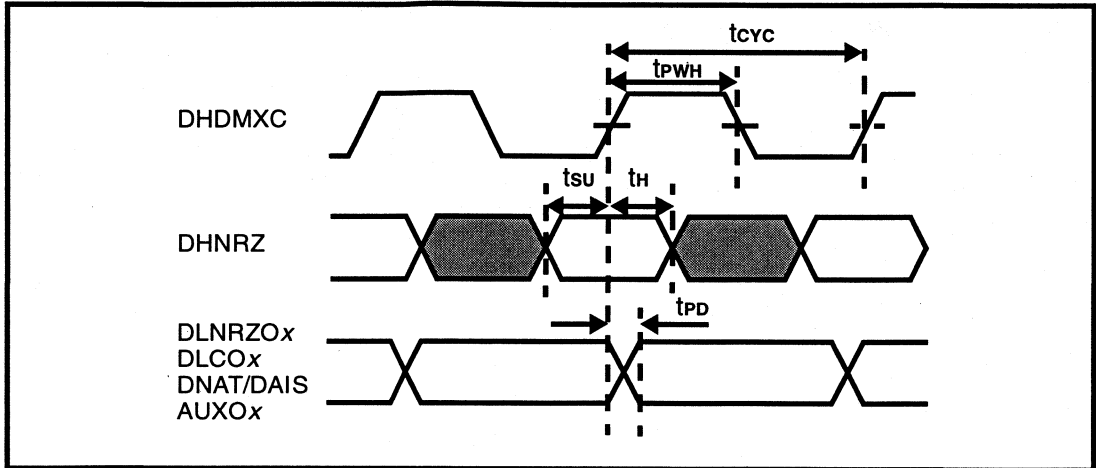 tCYC
tPWH
DHDMXC
tSU tH
DHNRZ
tPD
DLNRZOx
DLCOx
DNAT/DAIS
AUXOx